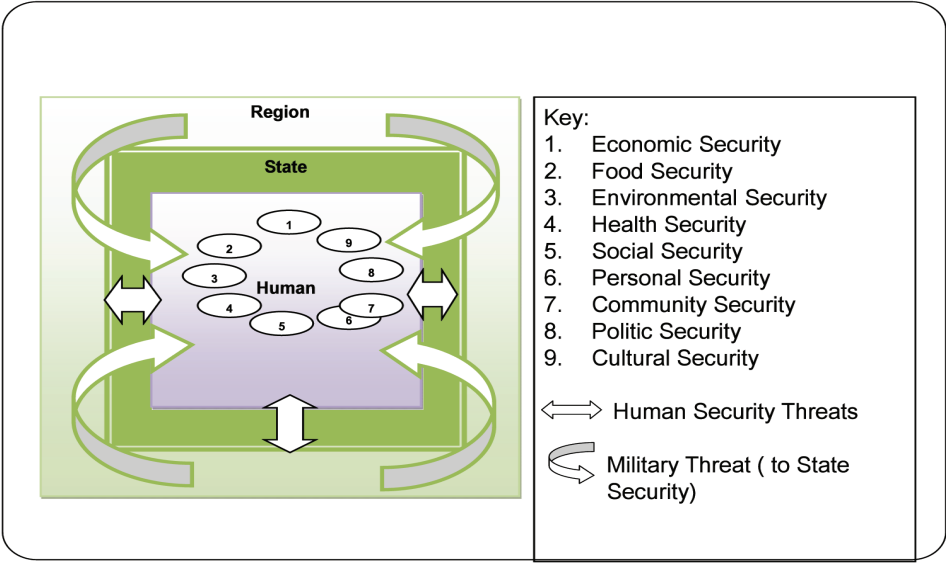 Region
State
1
2
9
3
8
Human
4
7
5
6
Key:
1. Economic Security
2. Food Security
3. Environmental Security
4. Health Security
5. Social Security
6. Personal Security
7. Community Security
8. Politic Security
9. Cultural Security
Human Security Threats
Military Threat ( to State
Security)